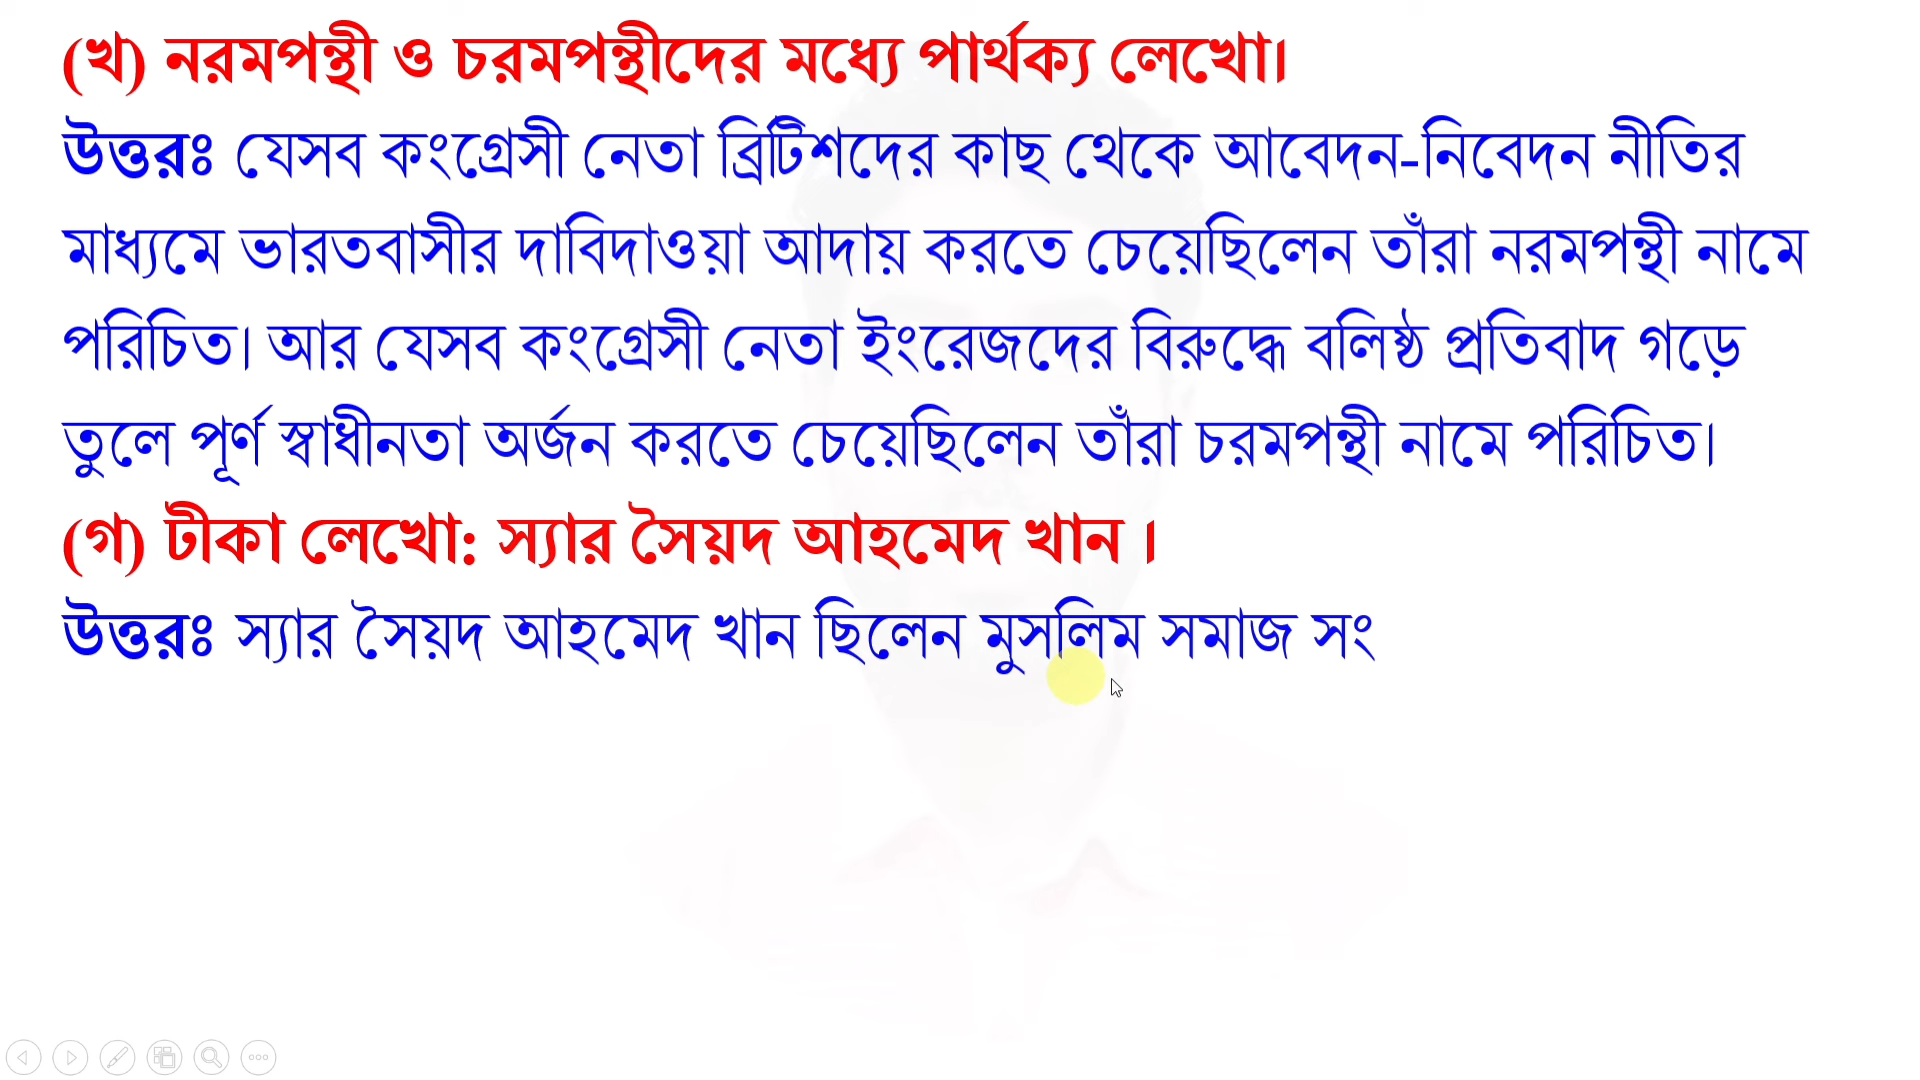 (খ) নরমপন্থী ও চরমপন্থীদের মধ্যে পার্থক্য লেখো।
উত্তরঃ যেসব কংগ্রেসী নেতা ব্রিটিশদের কাছ থেকে আবেদন-নিবেদন নীতির
মাধ্যমে ভারতবাসীর দাবিদাওয়া আদায় করতে চেয়েছিলেন তাঁরা নরমপন্থী নামে
পরিচিত। আর যেসব কংগ্রেসী নেতা ইংরেজদের বিরুদ্ধে বলিষ্ঠ প্রতিবাদ গড়ে
তুলে পূর্ণ স্বাধীনতা অর্জন করতে চেয়েছিলেন তাঁরা চরমপন্থী নামে পরিচিত।
(গ) টীকা লেখো: স্যার সৈয়দ আহমেদ খান ।
উত্তরঃ স্যার সৈয়দ আহমেদ খান ছিলেন মুসলিম সমাজ সং